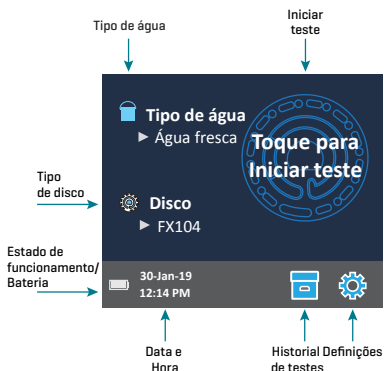 Tipo de água
Iniciar
teste
Tipo de água
Água fresca
Toque para
Iniciar teste
Tipo
de disco
Disco
FX104
Estado de
funcionamento/
Bateria
30-Jan-19
12:14 PM
Data e
Hora
Historial
de testes
Definições